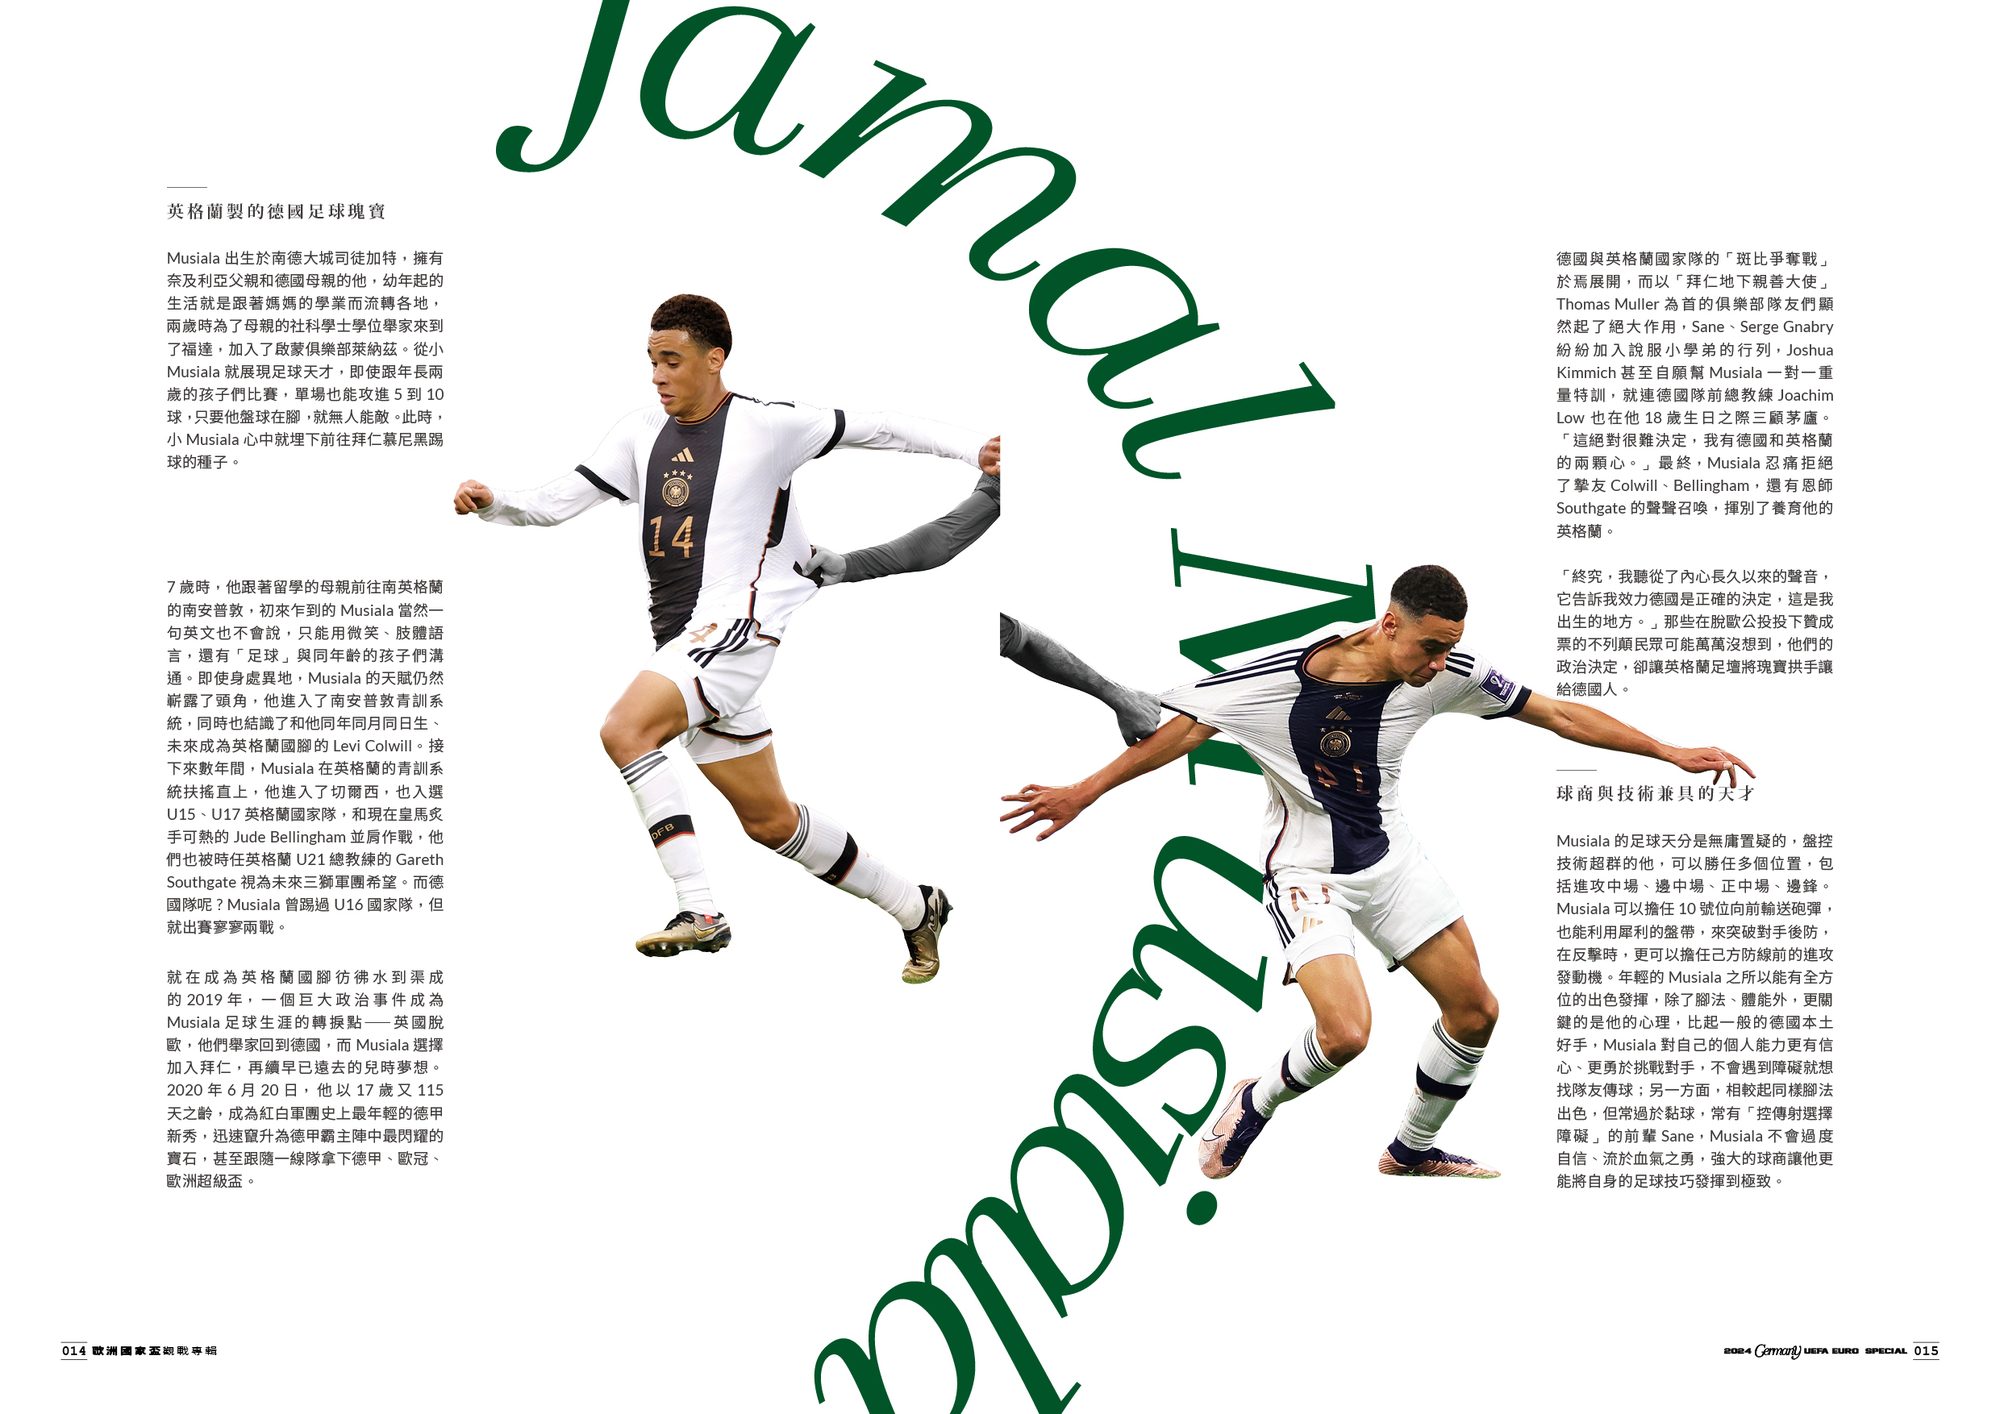 Jamal Musiala
英格蘭製的德國足球瑰寶
Musiala 出生於南德大城司徒加特，擁有
奈及利亞父親和德國母親的他，幼年起的
生活就是跟著媽媽的學業而流轉各地，
兩歲時為了母親的社科學士學位舉家來到
了福達，加入了啟蒙俱樂部萊納茲。從小
Musiala 就展現足球天才，即使跟年長兩
歲的孩子們比賽，單場也能攻進 5 到 10
球，只要他盤球在腳，就無人能敵。此時，
小 Musiala 心中就埋下前往拜仁慕尼黑踢
球的種子。
7 歲時，他跟著留學的母親前往南英格蘭
的南安普敦，初來乍到的 Musiala 當然一
句英文也不會說，只能用微笑、肢體語
言，還有「足球」與同年齡的孩子們溝
通。即使身處異地，Musiala 的天賦仍然
嶄露了頭角，他進入了南安普敦青訓系
統，同時也結識了和他同年同月同日生、
未來成為英格蘭國腳的 Levi Colwill。接
下來數年間，Musiala 在英格蘭的青訓系
統扶搖直上，他進入了切爾西，也入選
U15、U17 英格蘭國家隊，和現在皇馬炙
手可熱的 Jude Bellingham 並肩作戰，他
們也被時任英格蘭 U21 總教練的 Gareth
Southgate 視為未來三獅軍團希望。而德
國隊呢？Musiala 曾踢過 U16 國家隊，但
就出賽寥寥兩戰。
就在成為英格蘭國腳彷彿水到渠成
的 2019 年，一個巨大政治事件成為
Musiala 足球生涯的轉捩點——英國脫
歐，他們舉家回到德國，而 Musiala 選擇
加入拜仁，再續早已遠去的兒時夢想。
2020 年 6 月 20 日，他以 17 歲又 115
天之齡，成為紅白軍團史上最年輕的德甲
新秀，迅速竄升為德甲霸主陣中最閃耀的
寶石，甚至跟隨一線隊拿下德甲、歐冠、
歐洲超級盃。
14
4
DFB
德國與英格蘭國家隊的「斑比爭奪戰」
於焉展開，而以「拜仁地下親善大使」
Thomas Muller 為首的俱樂部隊友們顯
然起了絕大作用，Sane、Serge Gnabry
紛紛加入說服小學弟的行列，Joshua
Kimmich 甚至自願幫 Musiala 一對一重
量特訓，就連德國隊前總教練 Joachim
Low 也在他 18 歲生日之際三顧茅廬。
「這絕對很難決定，我有德國和英格蘭
的兩顆心。」最終，Musiala 忍痛拒絕
了摯友 Colwill、Bellingham，還有恩師
Southgate 的聲聲召喚，揮別了養育他的
英格蘭。
「終究，我聽從了內心長久以來的聲音，
它告訴我效力德國是正確的決定，這是我
出生的地方。」那些在脫歐公投投下贊成
票的不列顛民眾可能萬萬沒想到，他們的
政治決定，卻讓英格蘭足壇將瑰寶拱手讓
給德國人。
14
球商與技術兼具的天才
Musiala 的足球天分是無庸置疑的，盤控
技術超群的他，可以勝任多個位置，包
括進攻中場、邊中場、正中場、邊鋒。
Musiala 可以擔任 10 號位向前輸送砲彈，
也能利用犀利的盤帶，來突破對手後防，
在反擊時，更可以擔任己方防線前的進攻
發動機。年輕的 Musiala 之所以能有全方
位的出色發揮，除了腳法、體能外，更關
鍵的是他的心理，比起一般的德國本土
好手，Musiala 對自己的個人能力更有信
心、更勇於挑戰對手，不會遇到障礙就想
找隊友傳球；另一方面，相較起同樣腳法
出色，但常過於黏球，常有「控傳射選擇
障礙」的前輩 Sane，Musiala 不會過度
自信、流於血氣之勇，強大的球商讓他更
能將自身的足球技巧發揮到極致。
014 歐洲國家盃觀戰專輯
2024 Germany UEFA EURO SPECIAL 015